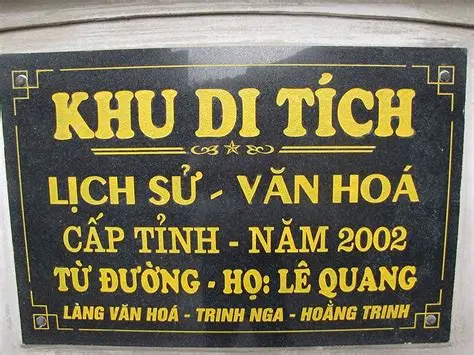 KHU DI TÍCH
LỊCH SỬ - VĂN HOÁ
CẤP TỈNH - NĂM 2002
TỪ ĐƯỜNG - HỌ: LÊ QUANG
LÀNG VĂN HOÁ - TRINH NGA - HOẰNG TRINH